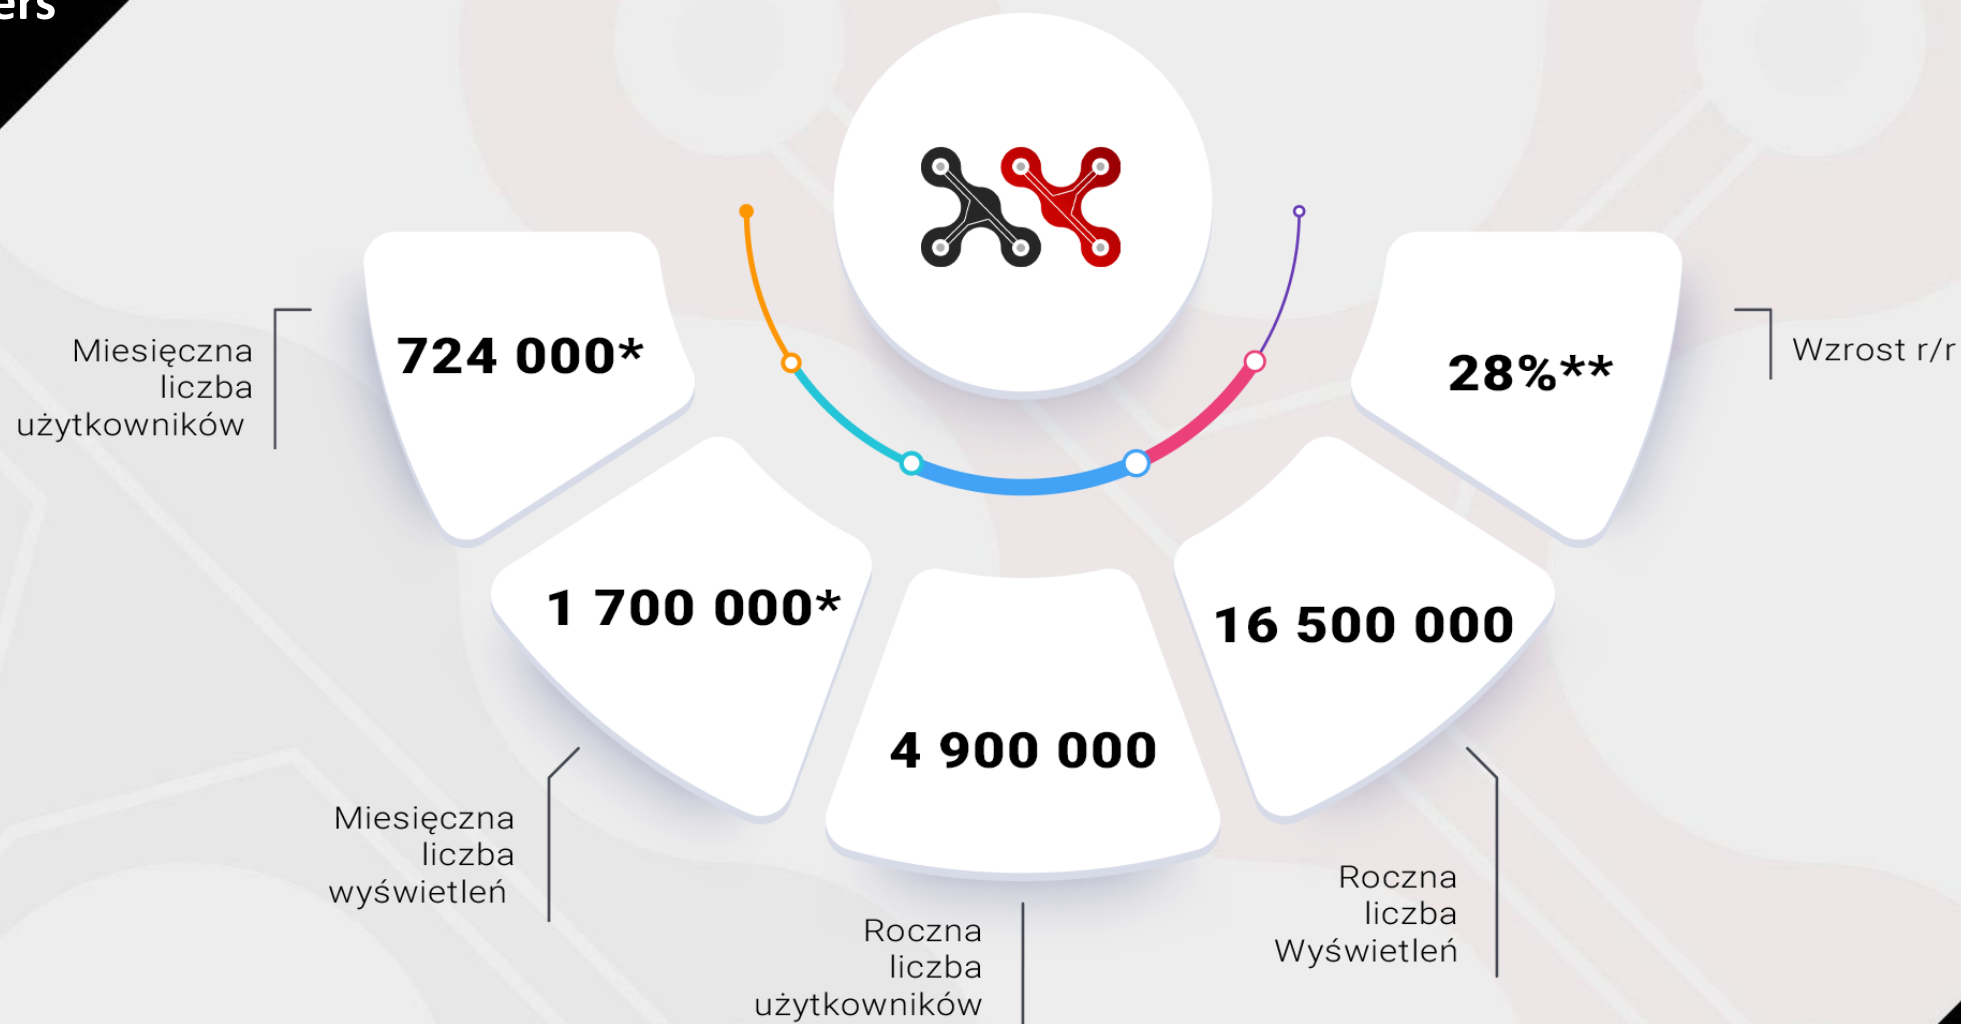 ers
724 000*
Miesięczna
liczba
użytkowników
28%**
Wzrost r/r
1 700 000*
Miesięczna
liczba
wyświetleń
16 500 000
Roczna
liczba
Wyświetleń
4 900 000
Roczna
liczba
użytkowników